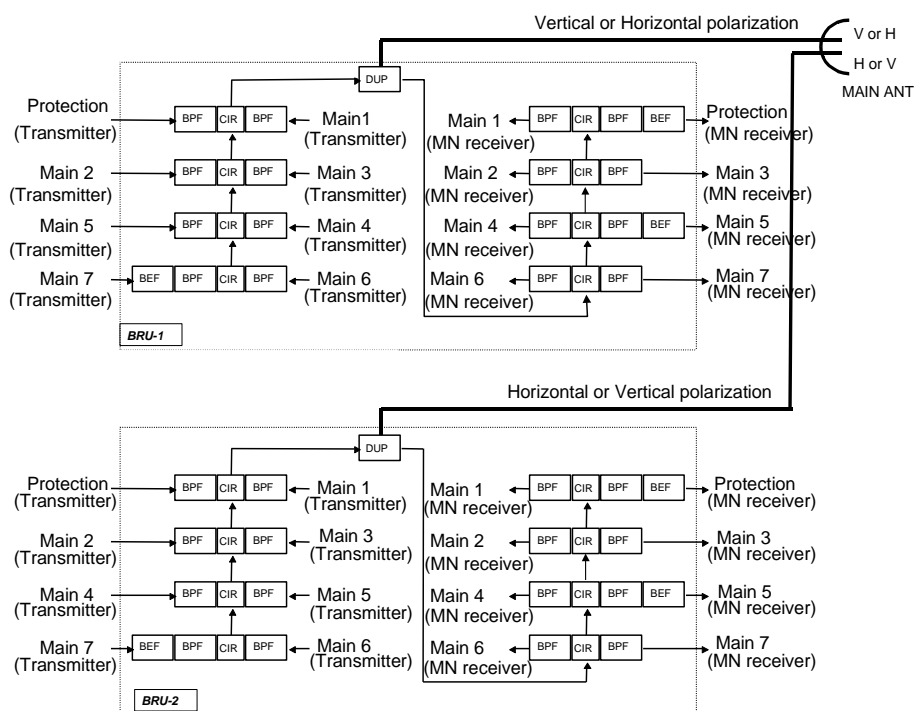 Vertical or Horizontal polarization
V or H
H or V
MAIN ANT
DUP
Protection
(Transmitter)
BPF CIR BPF
Main1
(Transmitter)
Main 1
(MN receiver)
BPF CIR BPF BEF
Protection
(MN receiver)
Main 2
(Transmitter)
BPF CIR BPF
Main 3
(Transmitter)
Main 2
(MN receiver)
BPF CIR BPF
Main 3
(MN receiver)
Main 5
(Transmitter)
BPF CIR BPF
Main 4
(Transmitter)
Main 4
(MN receiver)
BPF CIR BPF BEF
Main 5
(MN receiver)
Main 7
(Transmitter)
BEF BPF CIR BPF
Main 6
(Transmitter)
Main 6
(MN receiver)
BPF CIR BPF
Main 7
(MN receiver)
BRU-1
Horizontal or Vertical polarization
DUP
Protection
(Transmitter)
BPF CIR BPF
Main 1
(Transmitter)
Main 1
(MN receiver)
BPF CIR BPF BEF
Protection
(MN receiver)
Main 2
(Transmitter)
BPF CIR BPF
Main 3
(Transmitter)
Main 2
(MN receiver)
BPF CIR BPF
Main 3
(MN receiver)
Main 4
(Transmitter)
BPF CIR BPF
Main 5
(Transmitter)
Main 4
(MN receiver)
BPF CIR BPF BEF
Main 5
(MN receiver)
Main 7
(Transmitter)
BEF BPF CIR BPF
Main 6
(Transmitter)
Main 6
(MN receiver)
BPF CIR BPF
Main 7
(MN receiver)
BRU-2